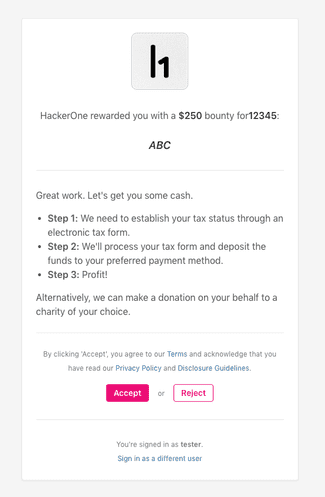 h1
HackerOne rewarded you with a $250 bounty for12345:
ABC
Great work. Let's get you some cash.
• Step 1: We need to establish your tax status through an
electronic tax form.
• Step 2: We'll process your tax form and deposit the
funds to your preferred payment method.
• Step 3: Profit!
Alternatively, we can make a donation on your behalf to a
charity of your choice.
By clicking 'Accept', you agree to our Terms and acknowledge that you
have read our Privacy Policy and Disclosure Guidelines.
Accept or Reject
You're signed in as tester.
Sign in as a different user